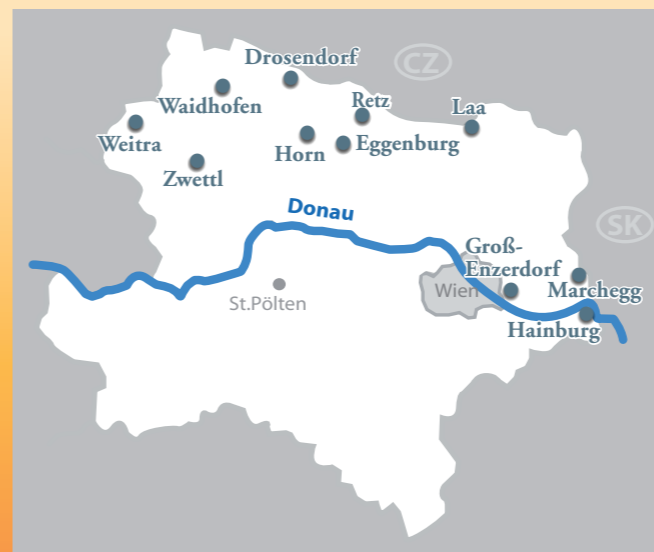 Drosendorf
CZ
Waidhofen
Retz
Laa
Weitra
Horn
Eggenburg
Zwettl
Donau
SK
Groß-
Enzerdorf
Wien
Marchegg
St.Pölten
Hainburg